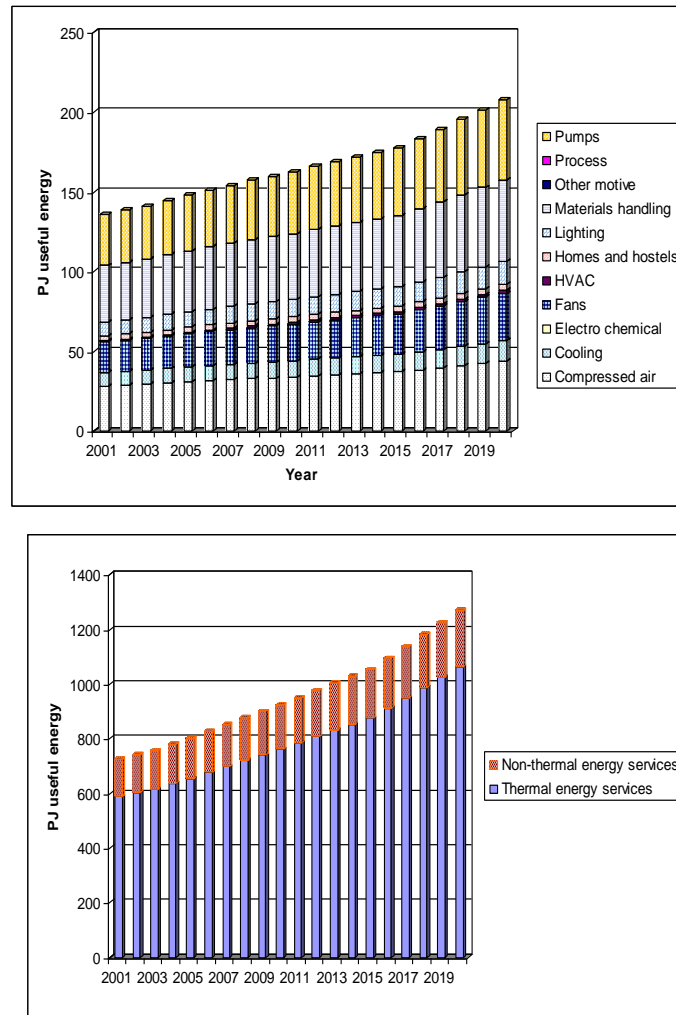 250
200
150
100
50
0
PJ useful energy
2001 2003 2005 2007 2009 2011 2013 2015 2017 2019
Year
Pumps
Process
Other motive
Materials handling
Lighting
Homes and hostels
HVAC
Fans
Electro chemical
Cooling
Compressed air
1400
1200
1000
800
600
400
200
0
PJ useful energy
2001 2003 2005 2007 2009 2011 2013 2015 2017 2019
Non-thermal energy services
Thermal energy services